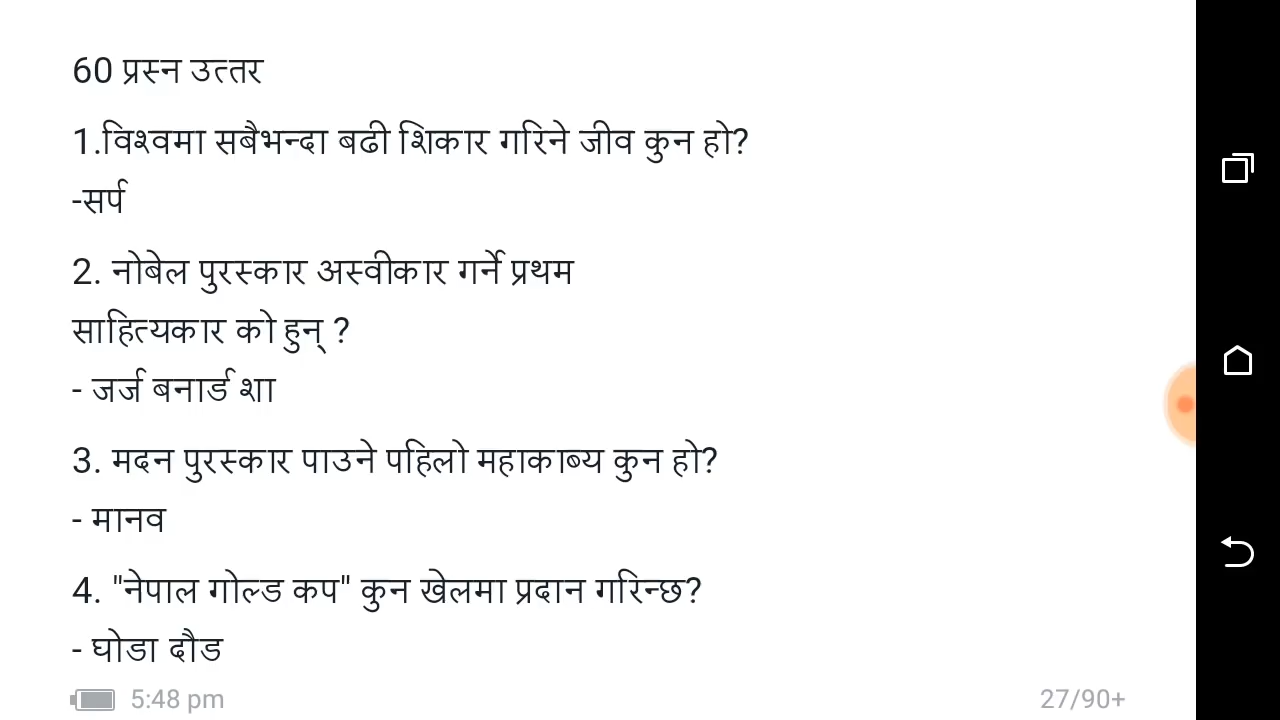 60 प्रस्न उत्तर
1.विश्वमा सबैभन्दा बढी शिकार गरिने जीव कुन हो?
-सर्प
2. नोबेल पुरस्कार अस्वीकार गर्ने प्रथम
साहित्यकार को हुन् ?
- जर्ज बनार्ड शा
3. मदन पुरस्कार पाउने पहिलो महाकाब्य कुन हो?
- मानव
4. "नेपाल गोल्ड कप" कुन खेलमा प्रदान गरिन्छ?
- घोडा दौड
5:48 pm 27/90+